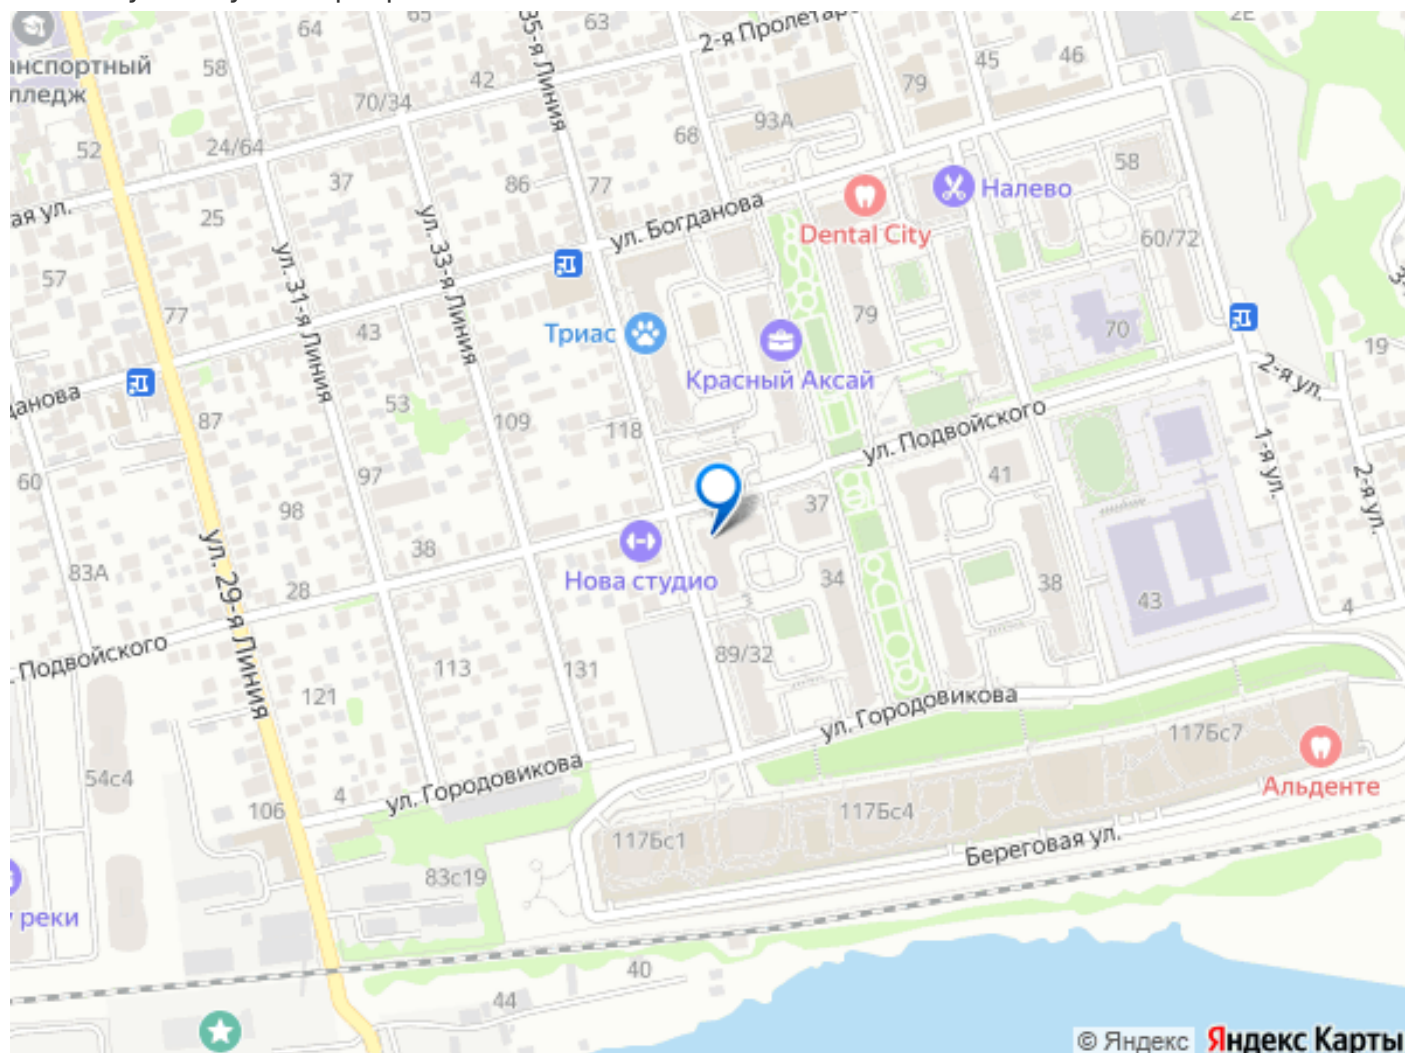 64
65
63
2-я Пролетар
2Е
нспортный
лледж
58
42
70/34
35-я Линия
79
45
46
52
24/64
37
68
93А
58
86
77
ая ул.
25
ул. 33-я Линия
ул. Богданова
Налево
Dental City
60/72
57
77
ул. 31-я Линия
43
Триас
79
70
19
Красный Аксай
данова
87
53
109
118
ул. Подвойского
2-я ул.
60
97
41
1-я ул.
2-я ул.
98
37
38
Нова студио
83А
28
34
38
43
4
Подвойского
ул. 29-я Линия
113
131
89/32
121
ул. Городовикова
117Бс7
54с4
106
4
ул. Городовикова
Альденте
117Бс4
117Бс1
Береговая ул.
83с19
у реки
40
44
© Яндекс Яндекс Карты